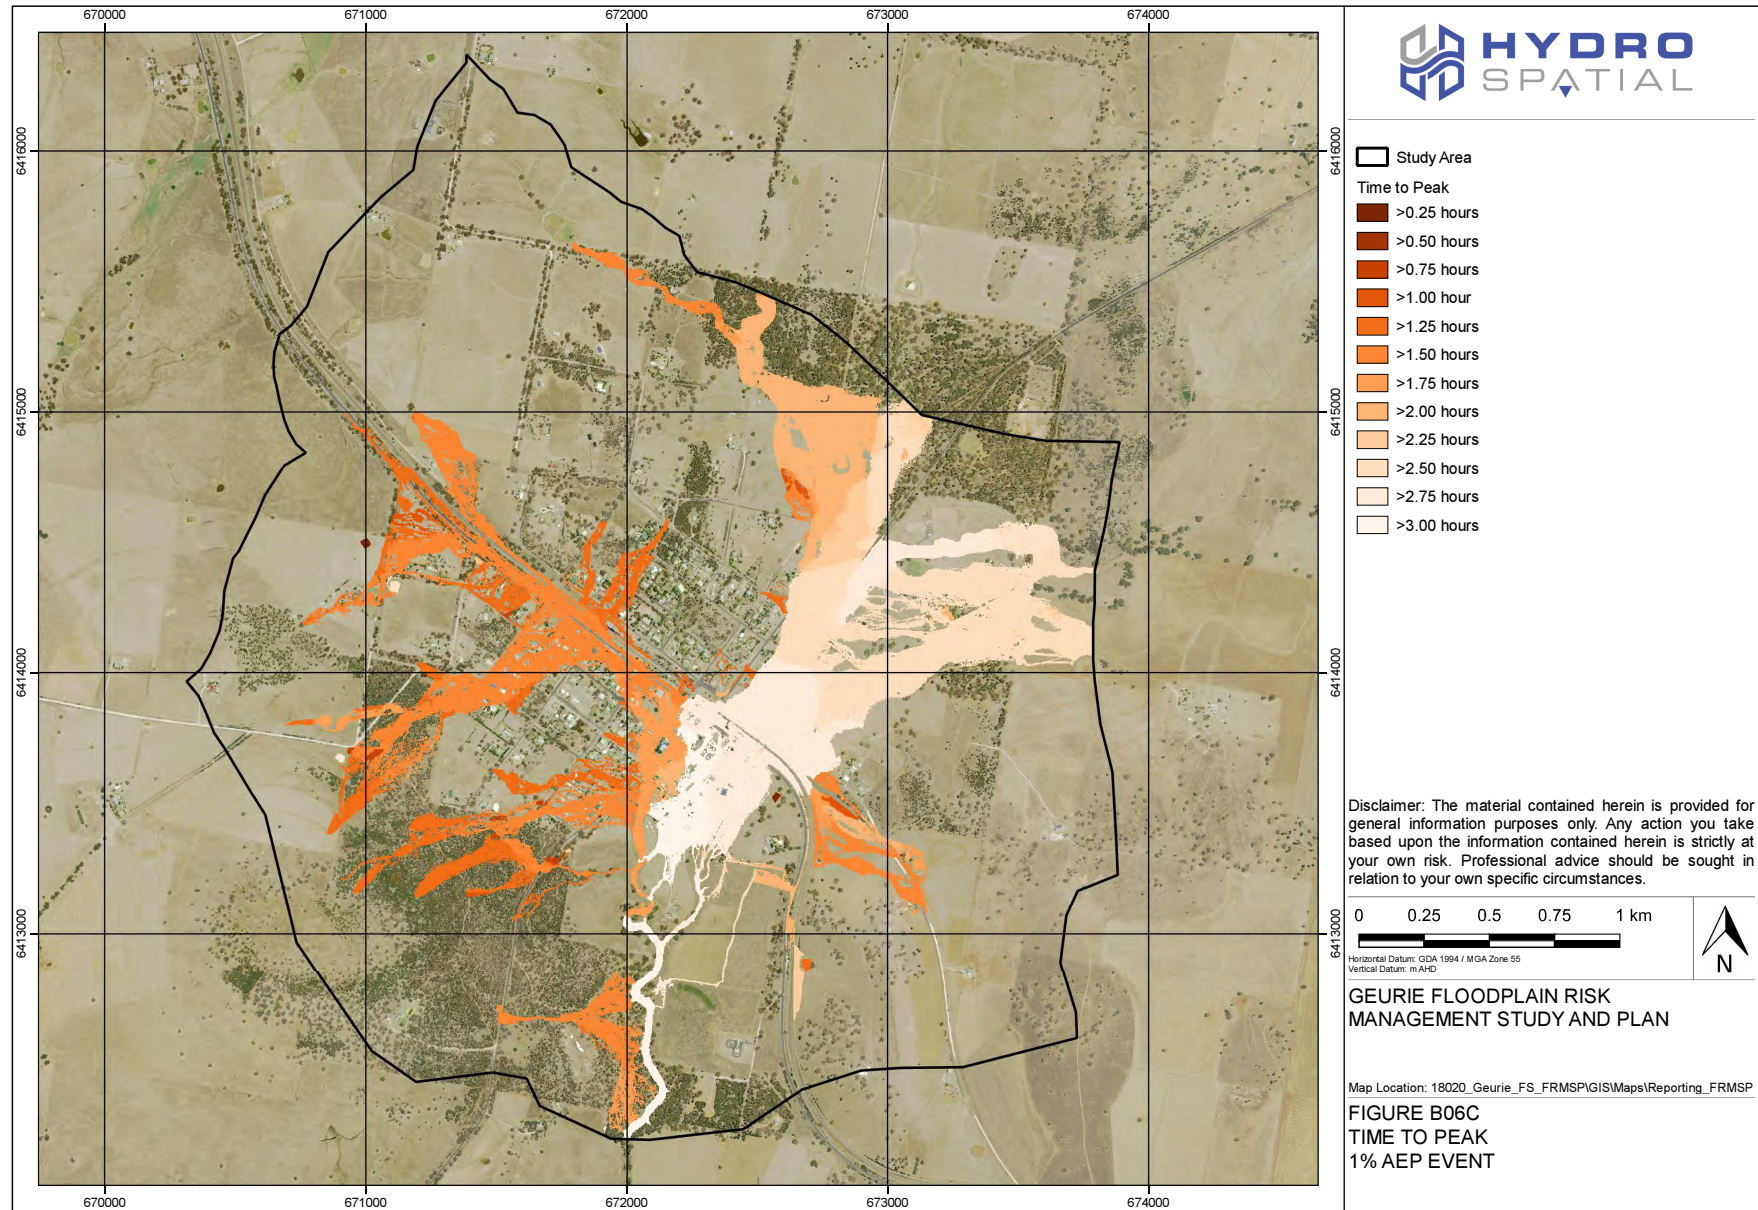 670000 671000 672000 673000 674000
6416000 6416000
6415000 6415000
6414000 6414000
6413000 6413000
670000 671000 672000 673000 674000
HYDRO
SPATIAL
Study Area
Time to Peak
>0.25 hours
>0.50 hours
>0.75 hours
>1.00 hour
>1.25 hours
>1.50 hours
>1.75 hours
>2.00 hours
>2.25 hours
>2.50 hours
>2.75 hours
>3.00 hours
Disclaimer: The material contained herein is provided for
general information purposes only. Any action you take
based upon the information contained herein is strictly at
your own risk. Professional advice should be sought in
relation to your own specific circumstances.
0 0.25 0.5 0.75 1 km
Horizontal Datum: GDA 1994 / MGA Zone 55
Vertical Datum: m AHD
N
GEURIE FLOODPLAIN RISK
MANAGEMENT STUDY AND PLAN
Map Location: 18020_Geurie_FS_FRMSP\GIS\Maps\Reporting_FRMSP
FIGURE B06C
TIME TO PEAK
1% AEP EVENT